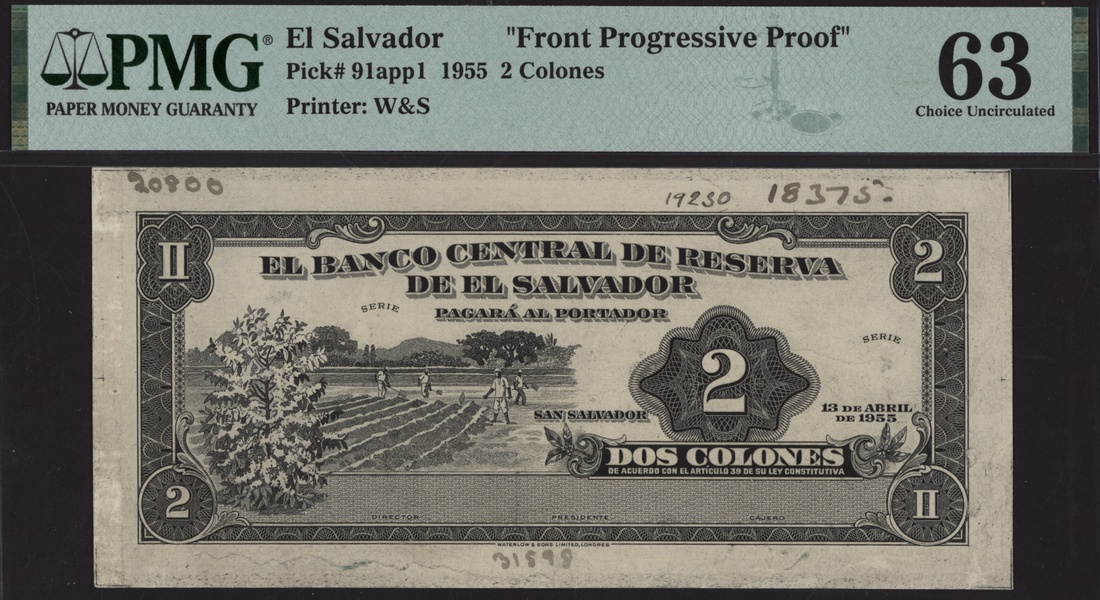 PMG®
PAPER MONEY GUARANTY
El Salvador "Front Progressive Proof"
Pick# 91app1 1955 2 Colones
Printer: W&S
63
Choice Uncirculated
20800
19250 18375
II 2
EL BANCO CENTRAL DE RESERVA
DE EL SALVADOR
SERIE
PAGARÁ AL PORTADOR
SERIE
2
SAN SALVADOR
13 DE ABRIL
DE 1955
DOS COLONES
DE ACUERDO CON EL ARTÍCULO 39 DE SU LEY CONSTITUTIVA
2 II
DIRECTOR PRESIDENTE CAJERO
WATERLOW & SONS LIMITED, LONDRES
31898